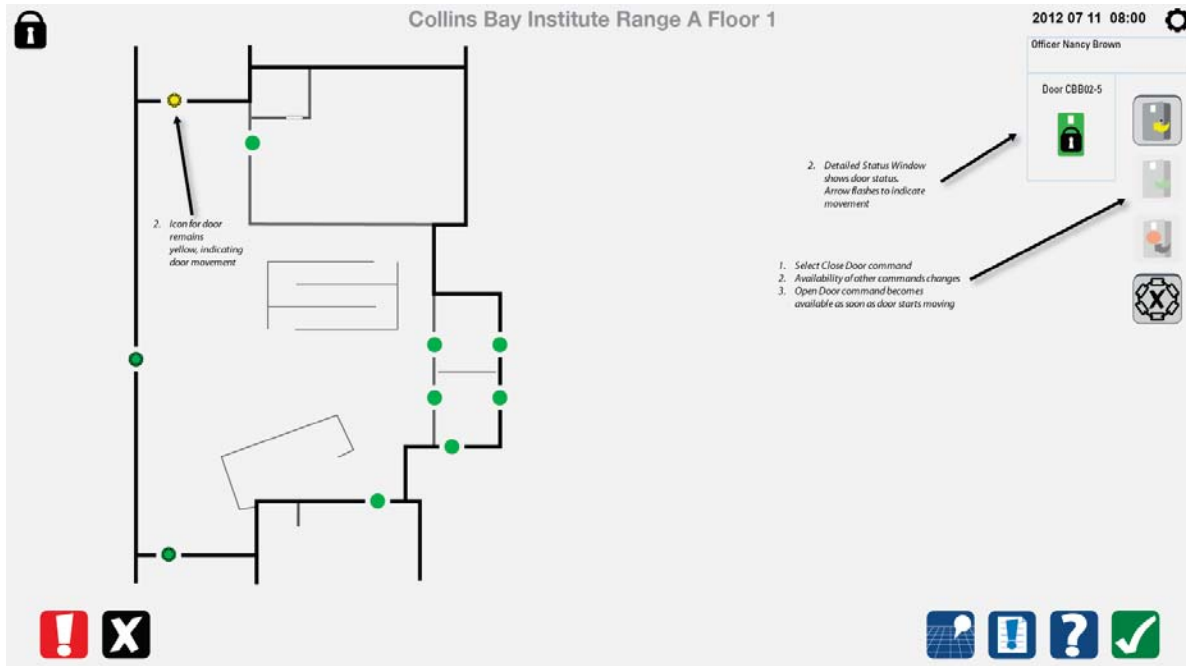 Collins Bay Institute Range A Floor 1
2012 07 11 08:00
Officer Nancy Brown
Door CBB02-5
2. Detailed Status Window
shows door status.
Arrow flashes to indicate
movement
2. Icon for door
remains
yellow, indicating
door movement
1. Select Close Door command
2. Availability of other commands changes
3. Open Door command becomes
available as soon as door starts moving
X
! X
! ?